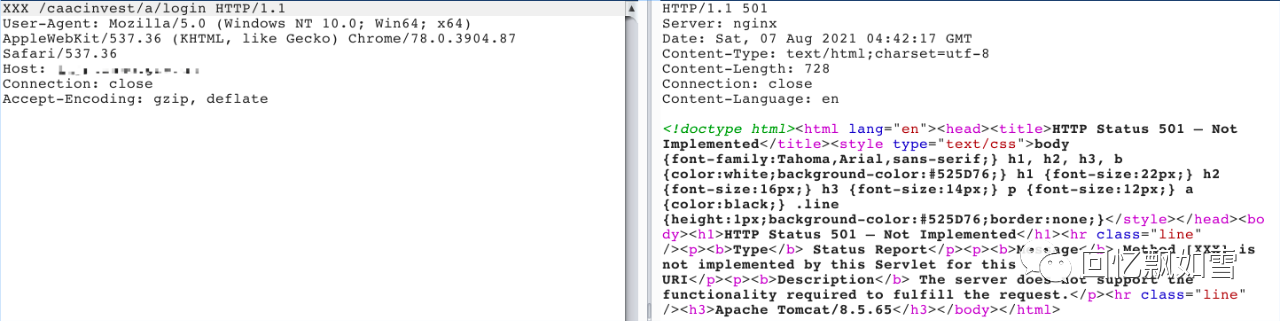 XXX /caacinvest/a/login HTTP/1.1
User-Agent: Mozilla/5.0 (Windows NT 10.0; Win64; x64)
AppleWebKit/537.36 (KHTML, like Gecko) Chrome/78.0.3904.87
Safari/537.36
Host:
Connection: close
Accept-Encoding: gzip, deflate
HTTP/1.1 501
Server: nginx
Date: Sat, 07 Aug 2021 04:42:17 GMT
Content-Type: text/html;charset=utf-8
Content-Length: 728
Connection: close
Content-Language: en
<!doctype html><html lang="en"><head><title>HTTP Status 501 – Not
Implemented</title><style type="text/css">body
{font-family:Tahoma,Arial,sans-serif;} h1, h2, h3, b
{color:white;background-color:#525D76;} h1 {font-size:22px;} h2
{font-size:16px;} h3 {font-size:14px;} p {font-size:12px;} a
{color:black;} .line
{height:1px;background-color:#525D76;border:none;}</style></head><bo
dy><h1>HTTP Status 501 – Not Implemented</h1><hr class="line"
/><p><b>Type</b> Status Report</p><p><b>Message</b> Method [XXX] is
not implemented by this Servlet for this
URI</p><p><b>Description</b> The server does not support the
functionality required to fulfill the request.</p><hr class="line"
/><h3>Apache Tomcat/8.5.65</h3></body></html>
回忆飘如雪